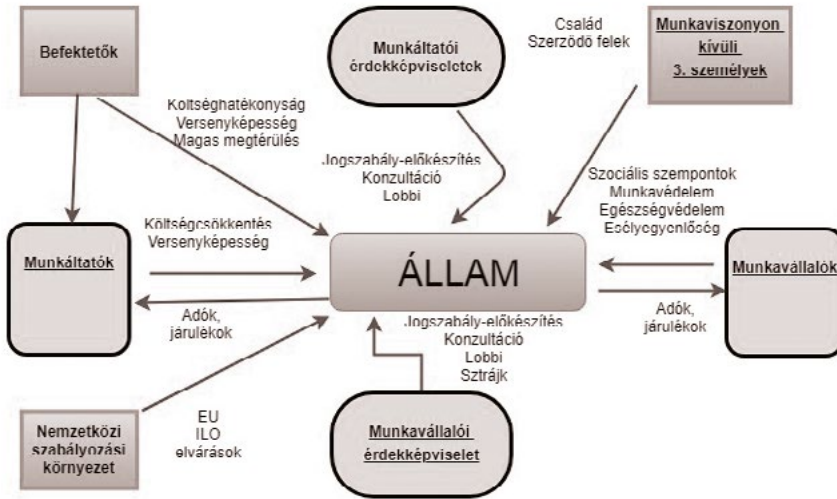 Befektetők
Munkáltatói
érdekképviseletek
Család
Szerződő felek
Munkaviszonyon
kívüli
3. személyek
Költséghatékonyság
Versenyképesség
Magas megtérülés
Jogszabály-előkészítés
Konzultáció
Lobbi
Szociális szempontok
Munkavédelem
Egészségvédelem
Esélyegyenlőség
Munkáltatók
Költségcsökkentés
Versenyképesség
ÁLLAM
Munkavállalók
Adók,
járulékok
Adók,
járulékok
Jogszabály-előkészítés
Konzultáció
Lobbi
Sztrájk
Nemzetközi
szabályozási
környezet
EU
ILO
elvárások
Munkavállalói
érdekképviselet